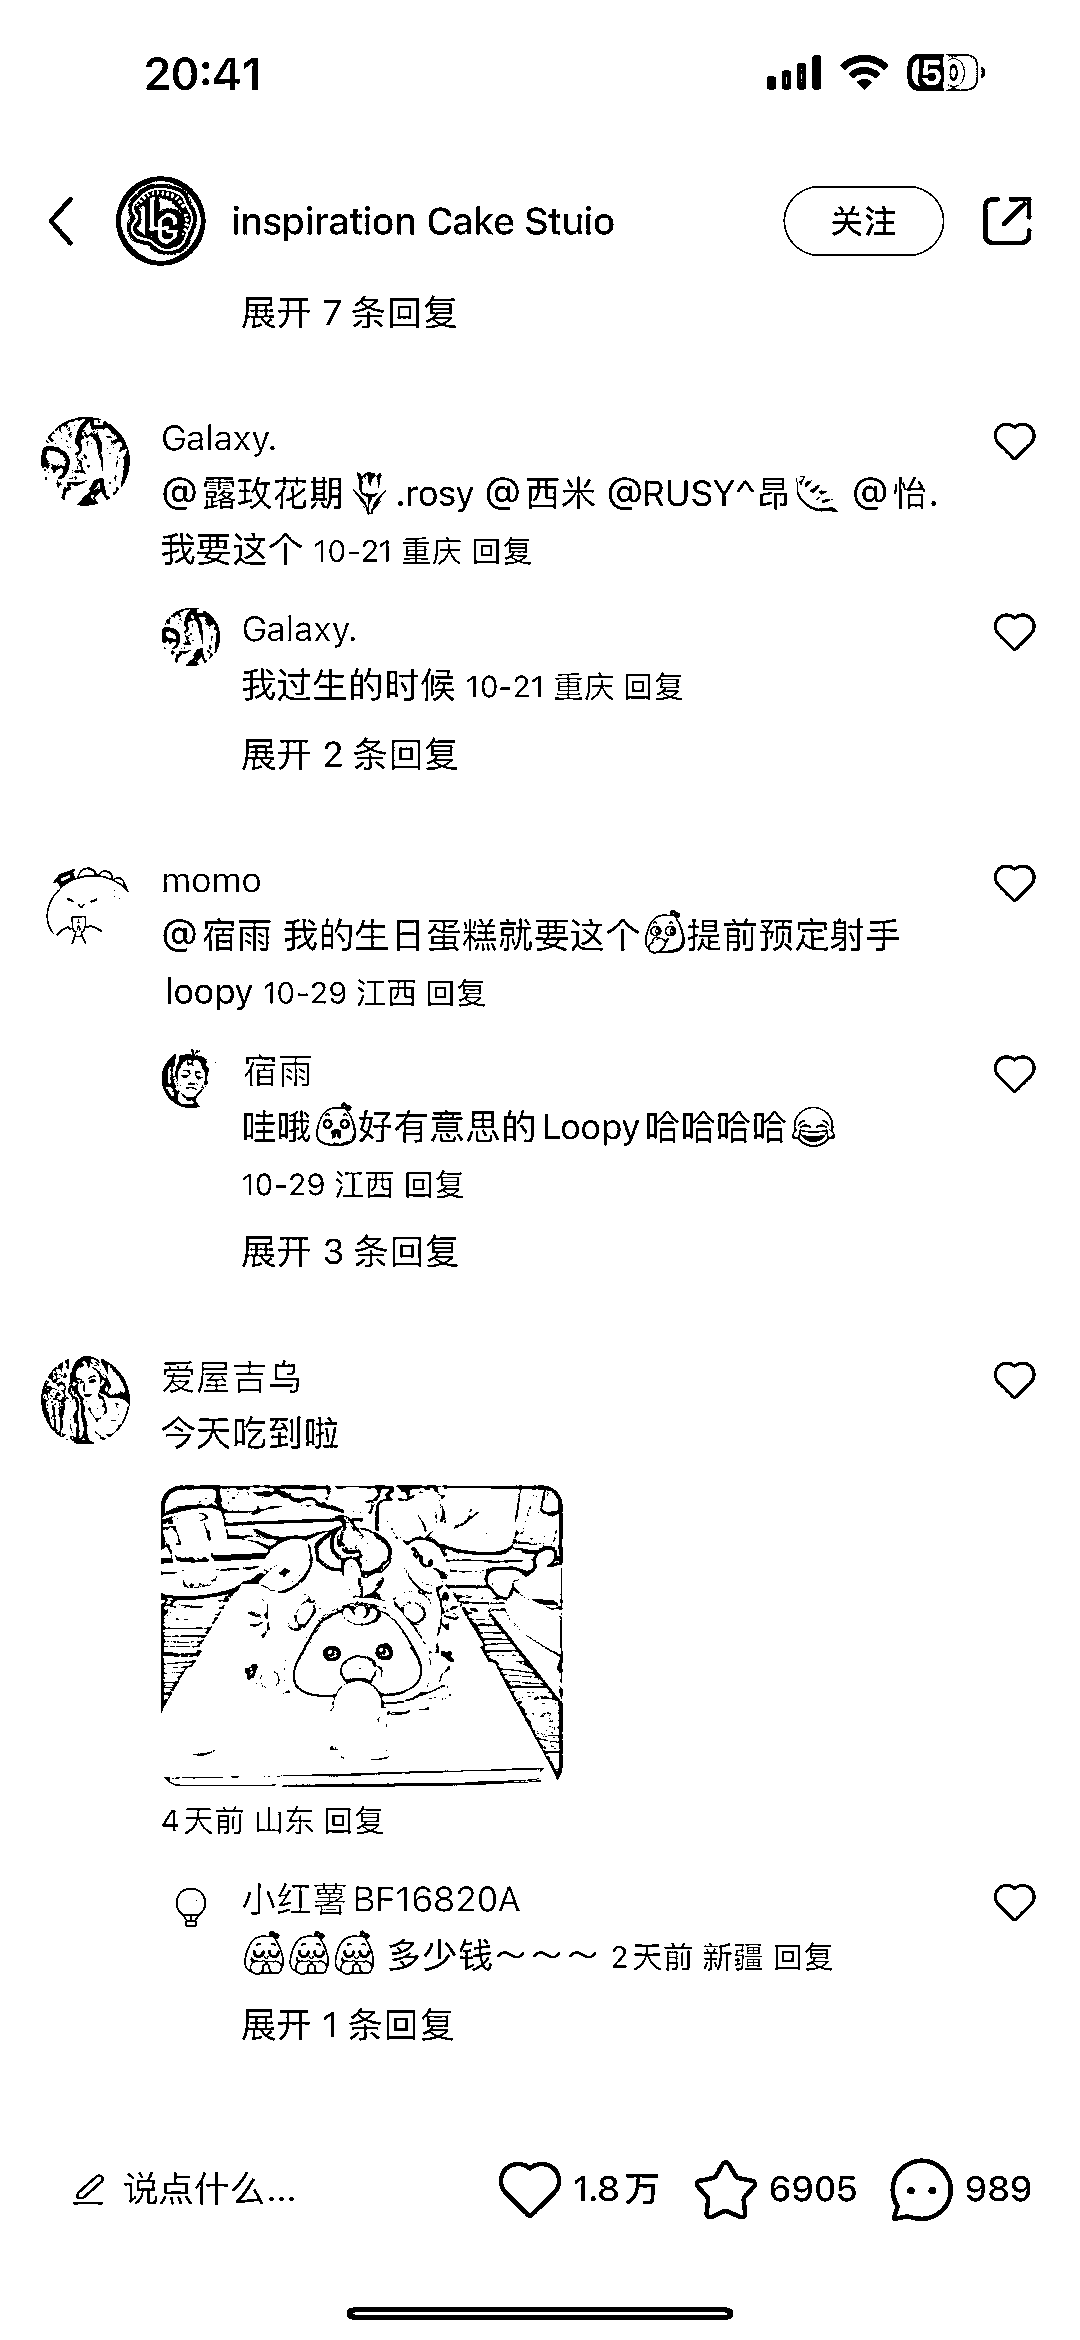 20:41
50
inspiration Cake Stuio
关注
展开 7 条回复
Galaxy.
@露玫花期🌷.rosy @西米 @RUSY^昂 @怡.
我要这个 10-21 重庆 回复
Galaxy.
我过生的时候 10-21 重庆 回复
展开 2 条回复
momo
@宿雨 我的生日蛋糕就要这个提前预定射手
loopy 10-29 江西 回复
宿雨
哇哦好有意思的Loopy哈哈哈哈😂
10-29 江西 回复
展开 3 条回复
爱屋吉乌
今天吃到啦
4天前 山东 回复
小红薯BF16820A
多少钱～～～ 2天前 新疆 回复
展开 1 条回复
说点什么...
1.8万
6905
989